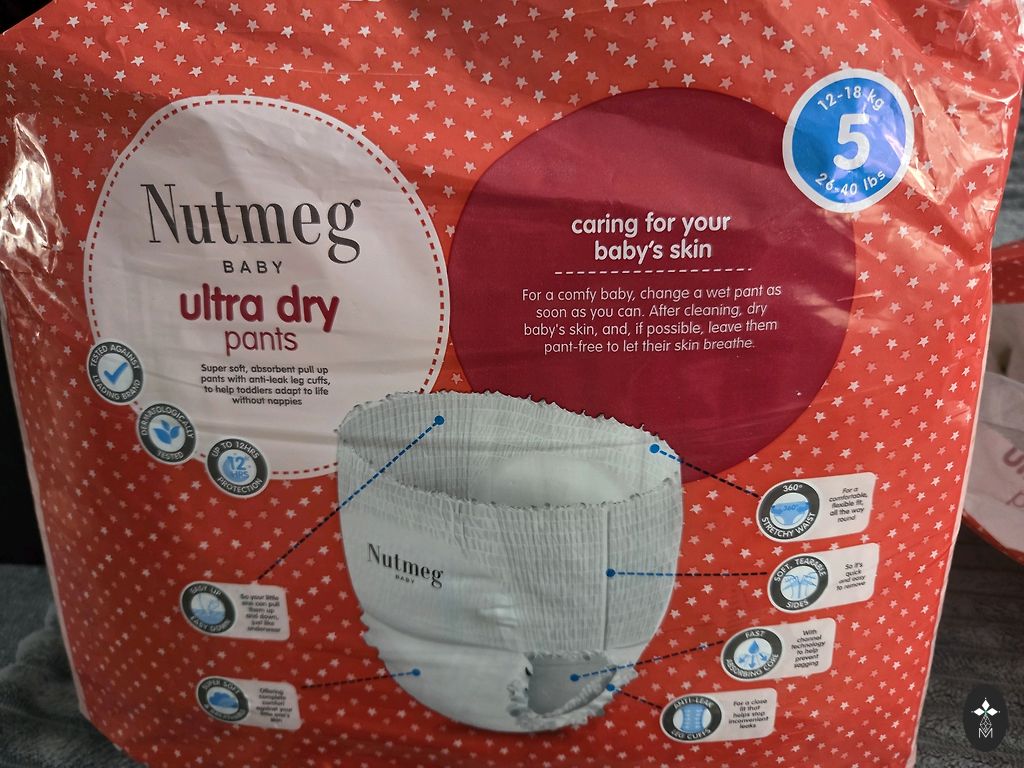 12-18 kg
5
26-40 lbs
Nutmeg
BABY
ultra dry
pants
Super soft, absorbent pull up
pants with anti-leak leg cuffs,
to help toddlers adapt to life
without nappies
caring for your
baby's skin
For a comfy baby, change a wet pant as
soon as you can. After cleaning, dry
baby's skin, and, if possible, leave them
pant-free to let their skin breathe.
TESTED AGAINST
LEADING BRAND
DERMATOLOGICALLY
TESTED
UP TO 12HRS
12
HRS
PROTECTION
Nutmeg
BABY
360°
360°
STRETCHY WAIST
For a
comfortable,
flexible fit,
all the way
round
SOFT, TEARABLE
SIDES
So it's
quick
and easy
to remove
FAST
ABSORBING CORE
With
channel
technology
to help
prevent
sagging
ANTI-LEAK
LEG CUFFS
For a close
fit that
helps stop
inconvenient
leaks
EASY UP
EASY DOWN
So your little
one can pull
them up
and down,
just like
underwear
SUPER SOFT
Offering
complete
comfort
against your
little one's
skin
M